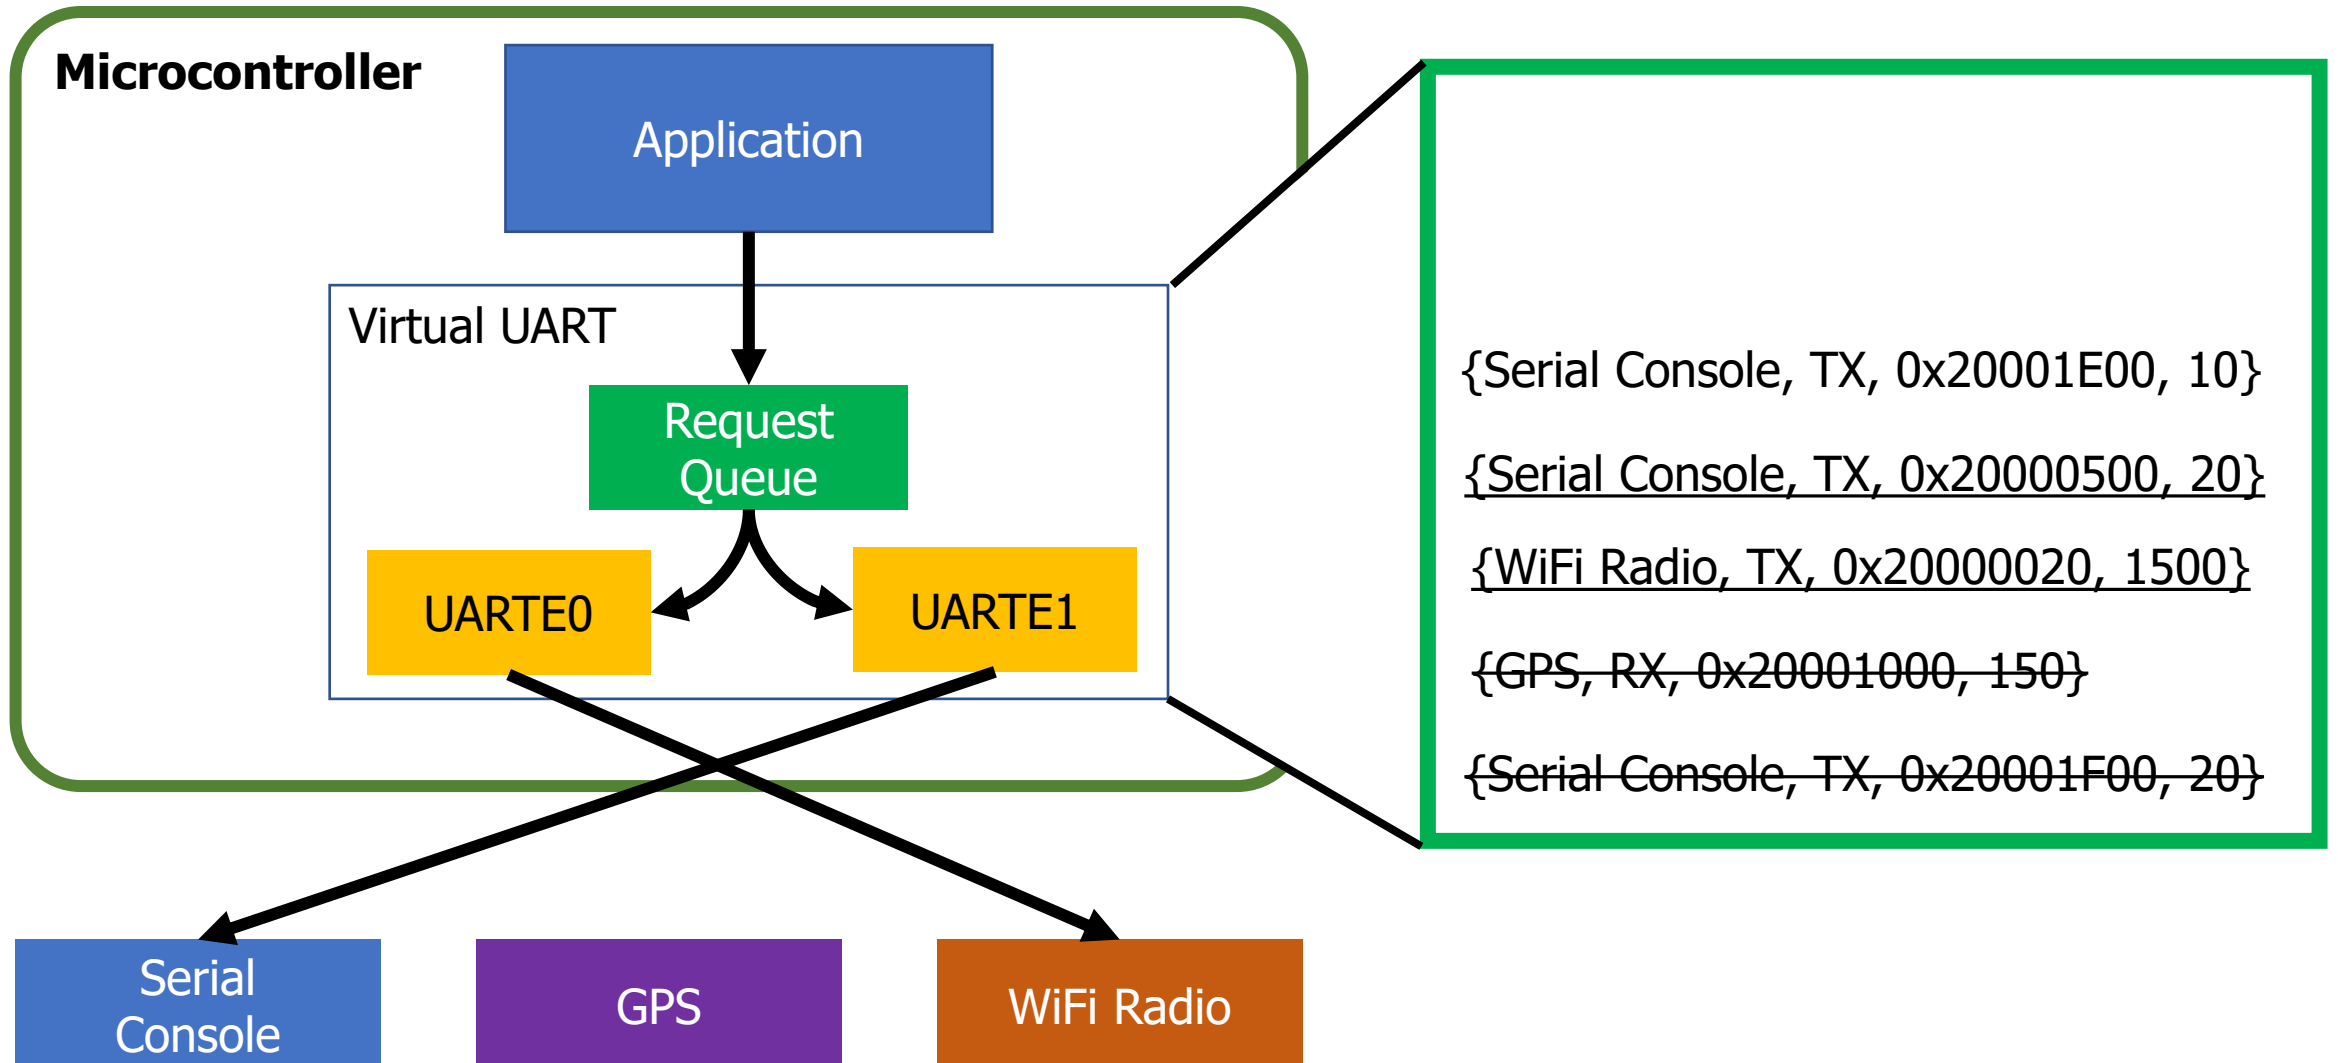 Microcontroller
Application
Virtual UART
Request
Queue
UARTE0
UARTE1
Serial
Console
GPS
WiFi Radio
{Serial Console, TX, 0x20001E00, 10}
{Serial Console, TX, 0x20000500, 20}
{WiFi Radio, TX, 0x20000020, 1500}
{GPS, RX, 0x20001000, 150}
{Serial Console, TX, 0x20001F00, 20}